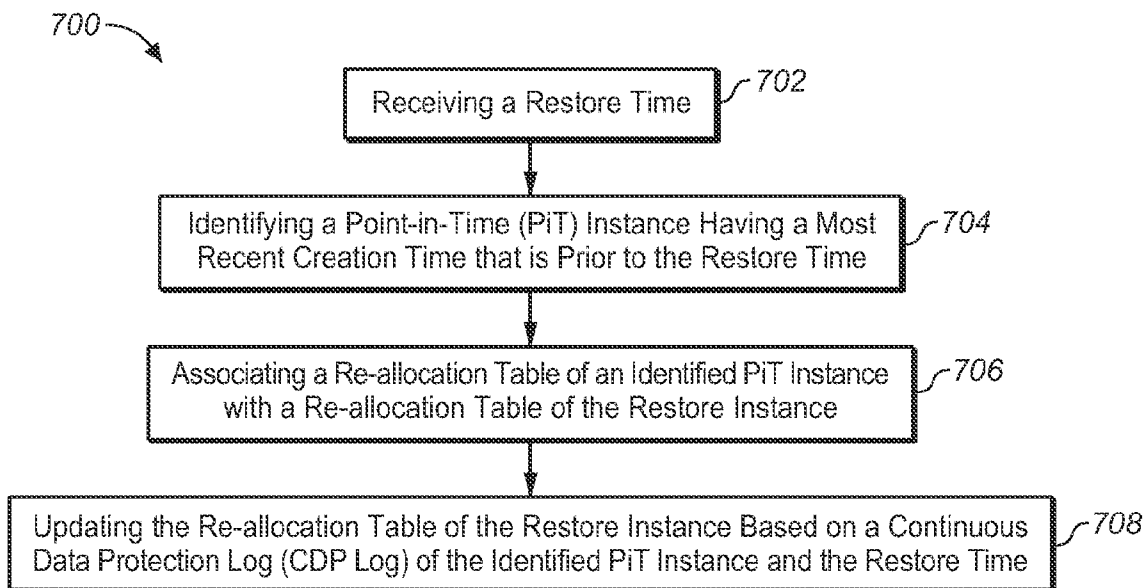 700
Receiving a Restore Time
702
Identifying a Point-in-Time (PiT) Instance Having a Most
Recent Creation Time that is Prior to the Restore Time
704
Associating a Re-allocation Table of an Identified PiT Instance
with a Re-allocation Table of the Restore Instance
706
Updating the Re-allocation Table of the Restore Instance Based on a Continuous
Data Protection Log (CDP Log) of the Identified PiT Instance and the Restore Time
708